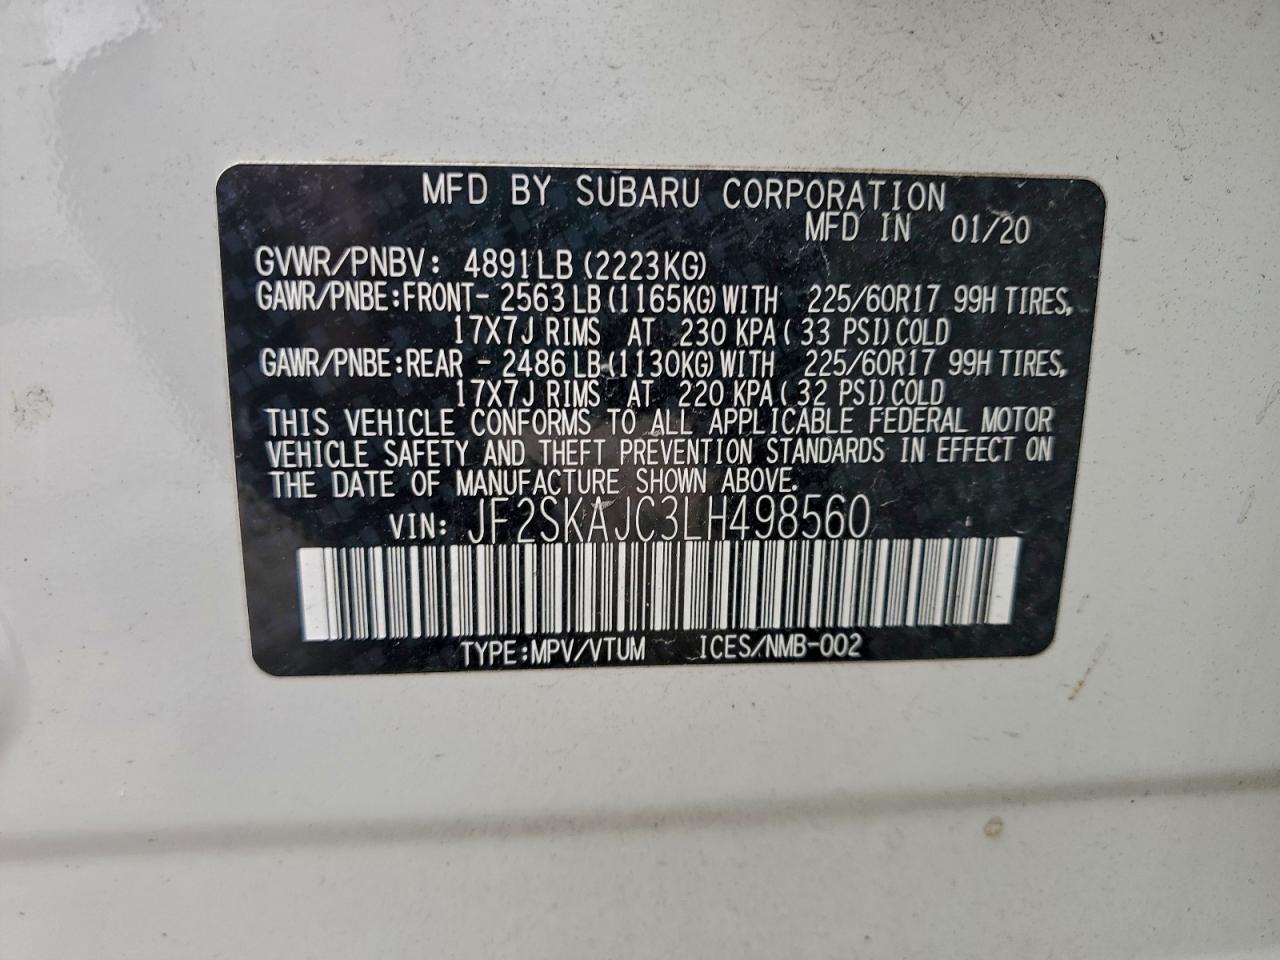 MFD BY SUBARU CORPORATION
MFD IN 01/20
GVWR/PNBV: 4891LB (2223KG)
GAWR/PNBE:FRONT- 2563 LB (1165KG) WITH 225/60R17 99H TIRES,
17X7J RIMS AT 230 KPA( 33 PSI) COLD
GAWR/PNBE:REAR - 2486 LB (1130KG) WITH 225/60R17 99H TIRES,
17X7J RIMS AT 220 KPA( 32 PSI) COLD
THIS VEHICLE CONFORMS TO ALL APPLICABLE FEDERAL MOTOR
VEHICLE SAFETY AND THEFT PREVENTION STANDARDS IN EFFECT ON
THE DATE OF MANUFACTURE SHOWN ABOVE.
VIN: JF2SKAJC3LH498560
TYPE:MPV/VTUM ICES/NMB-002